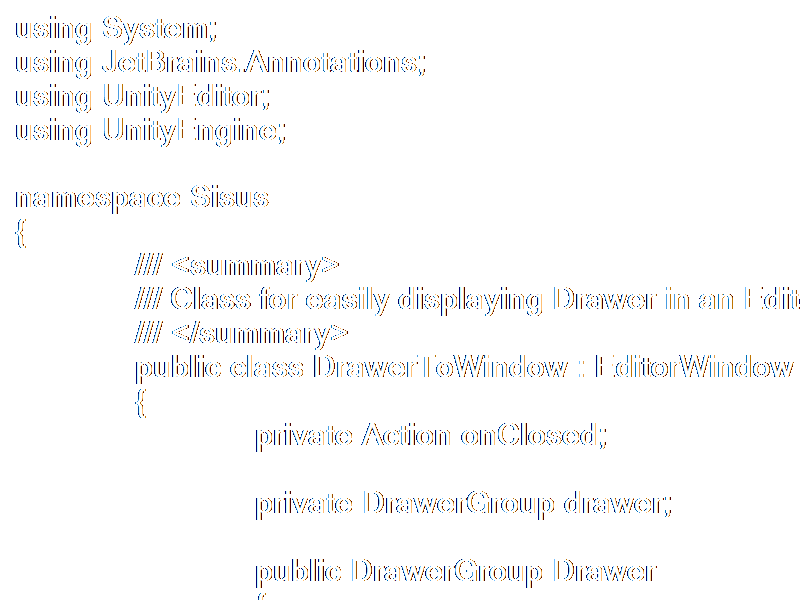 using System;
using JetBrains.Annotations;
using UnityEditor;
using UnityEngine;
namespace Sisus
{
/// <summary>
/// Class for easily displaying Drawer in an Edit
/// </summary>
public class DrawerToWindow : EditorWindow
{
private Action onClosed;
private DrawerGroup drawer;
public DrawerGroup Drawer
{